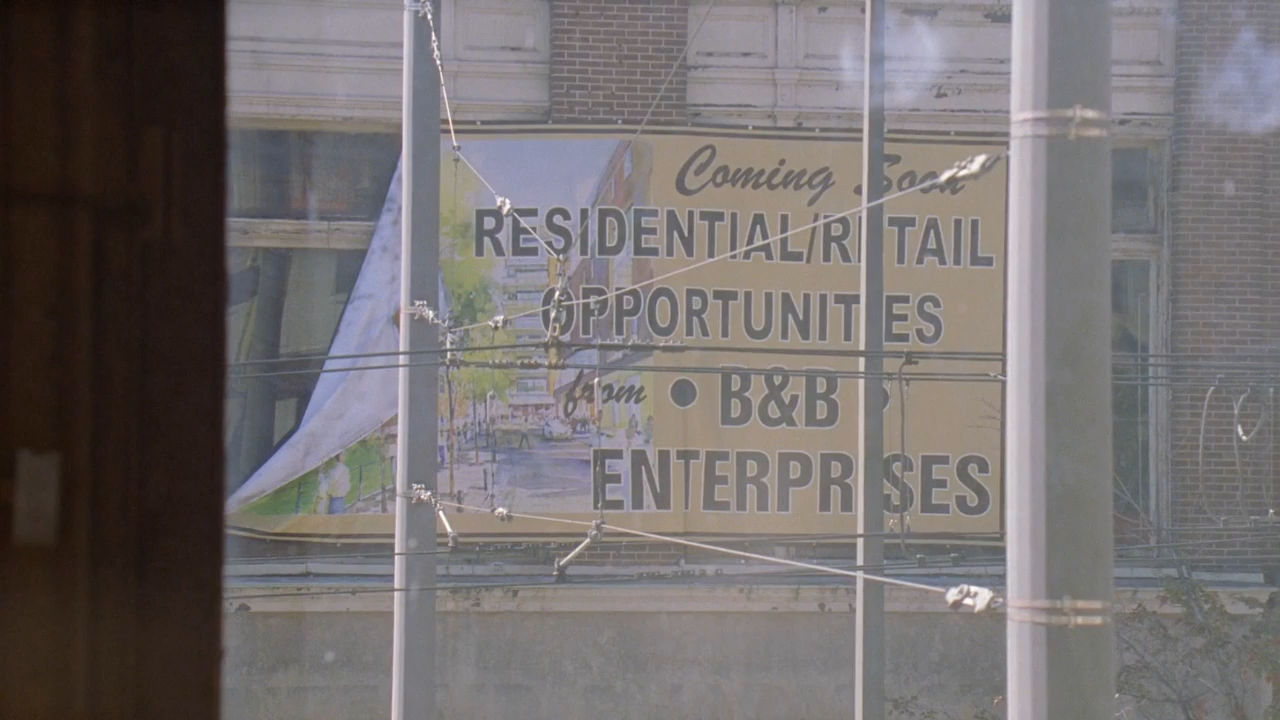 Coming Soon
RESIDENTIAL/RETAIL
OPPORTUNITIES
from • B&B •
ENTERPRISES